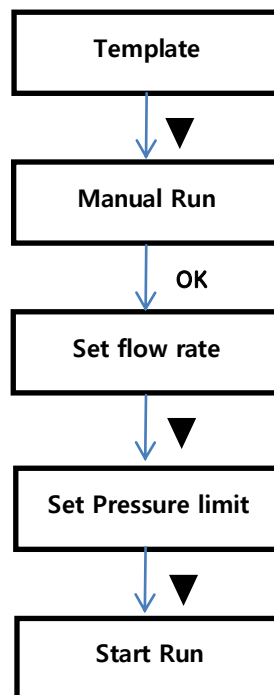 Template
▼
Manual Run
OK
Set flow rate
▼
Set Pressure limit
▼
Start Run